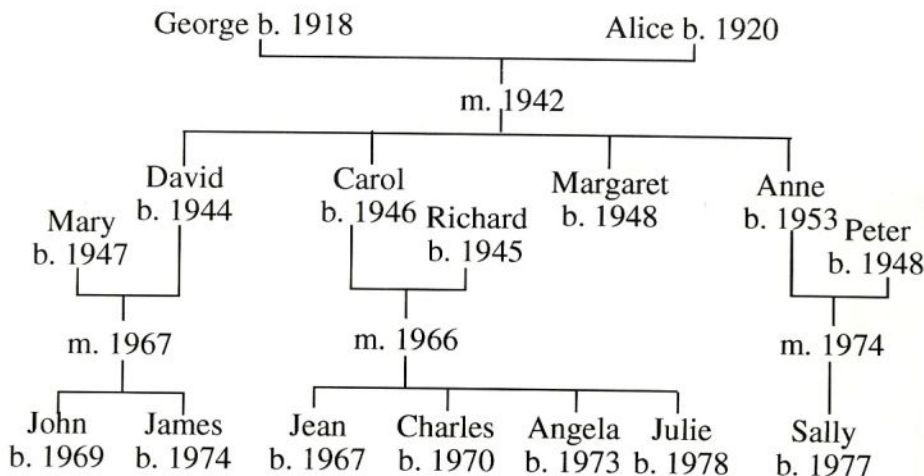 George b. 1918
Alice b. 1920
m. 1942
David
b. 1944
Carol
b. 1946
Margaret
b. 1948
Anne
b. 1953
Mary
b. 1947
Richard
b. 1945
Peter
b. 1948
m. 1967
m. 1966
m. 1974
John
b. 1969
James
b. 1974
Jean
b. 1967
Charles
b. 1970
Angela
b. 1973
Julie
b. 1978
Sally
b. 1977